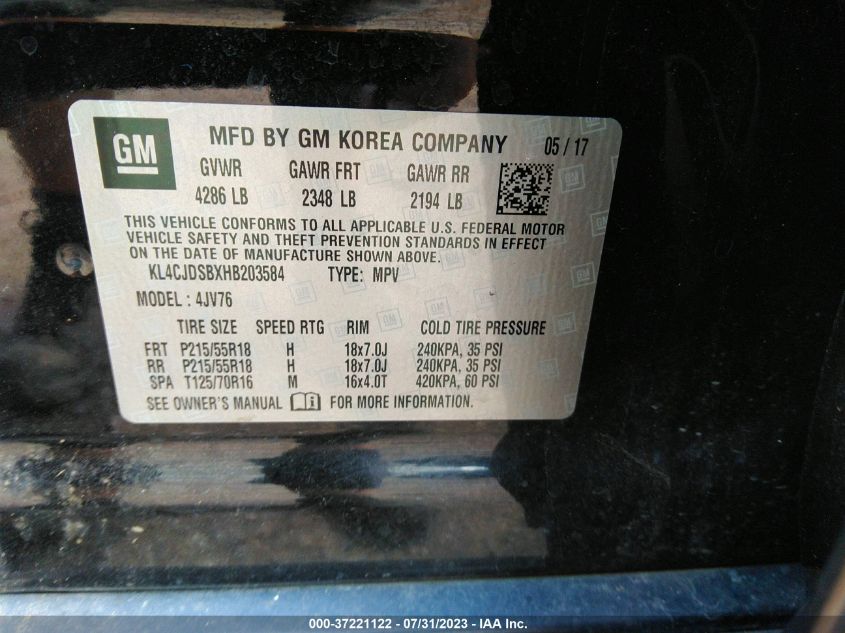 GM MFD BY GM KOREA COMPANY 05 / 17
GVWR GAWR FRT GAWR RR
4286 LB 2348 LB 2194 LB
THIS VEHICLE CONFORMS TO ALL APPLICABLE U.S. FEDERAL MOTOR
VEHICLE SAFETY AND THEFT PREVENTION STANDARDS IN EFFECT
ON THE DATE OF MANUFACTURE SHOWN ABOVE.
KL4CJDSBXHB203584 TYPE: MPV
MODEL : 4JV76
TIRE SIZE SPEED RTG RIM COLD TIRE PRESSURE
FRT P215/55R18 H 18x7.0J 240KPA, 35 PSI
RR P215/55R18 H 18x7.0J 240KPA, 35 PSI
SPA T125/70R16 M 16x4.0T 420KPA, 60 PSI
SEE OWNER'S MANUAL i FOR MORE INFORMATION.
000-37221122 - 07/31/2023 - IAA Inc.